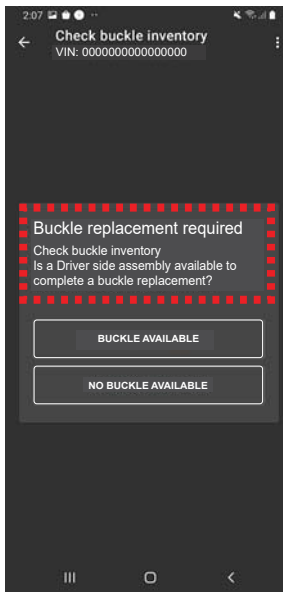 2:07
Check buckle inventory
VIN: 0000000000000000
Buckle replacement required
Check buckle inventory
Is a Driver side assembly available to
complete a buckle replacement?
BUCKLE AVAILABLE
NO BUCKLE AVAILABLE